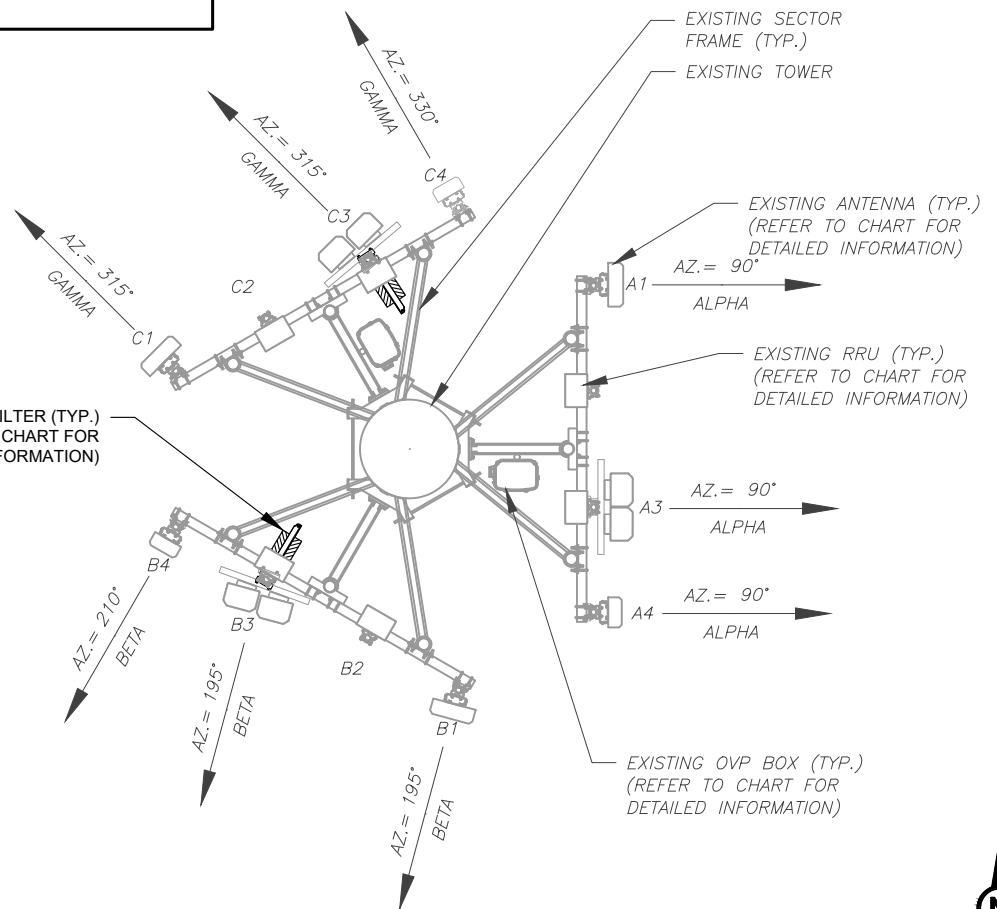 EXISTING SECTOR
FRAME (TYP.)
EXISTING TOWER
AZ.= 330°
GAMMA
AZ.= 315°
GAMMA
AZ.= 315°
GAMMA
C4
C3
C2
C1
EXISTING ANTENNA (TYP.)
(REFER TO CHART FOR
DETAILED INFORMATION)
A1
AZ.= 90°
ALPHA
EXISTING RRU (TYP.)
(REFER TO CHART FOR
DETAILED INFORMATION)
ILTER (TYP.)
CHART FOR
FORMATION)
A3
AZ.= 90°
ALPHA
A4
AZ.= 90°
ALPHA
B4
B3
B2
B1
AZ.= 210°
BETA
AZ.= 195°
BETA
AZ.= 195°
BETA
EXISTING OVP BOX (TYP.)
(REFER TO CHART FOR
DETAILED INFORMATION)
N